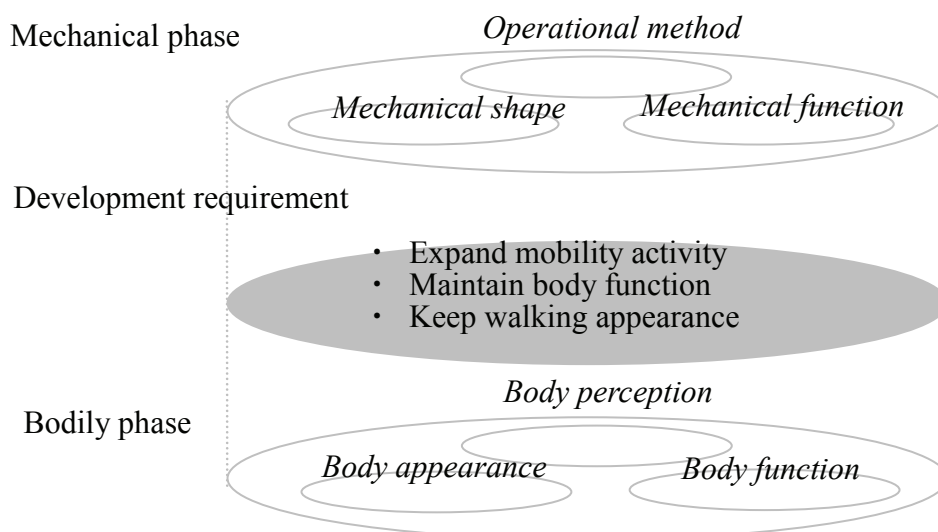 Mechanical phase
Operational method
Mechanical shape
Mechanical function
Development requirement
・ Expand mobility activity
・ Maintain body function
・ Keep walking appearance
Bodily phase
Body perception
Body appearance
Body function